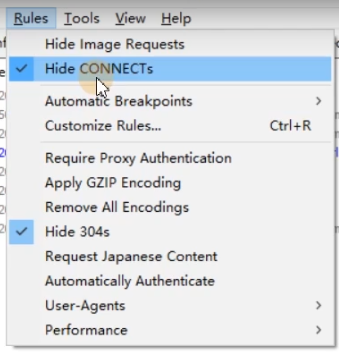 Rules Tools View Help
Hide Image Requests
Hide CONNECTs
Automatic Breakpoints
Customize Rules... Ctrl+R
Require Proxy Authentication
Apply GZIP Encoding
Remove All Encodings
Hide 304s
Request Japanese Content
Automatically Authenticate
User-Agents
Performance